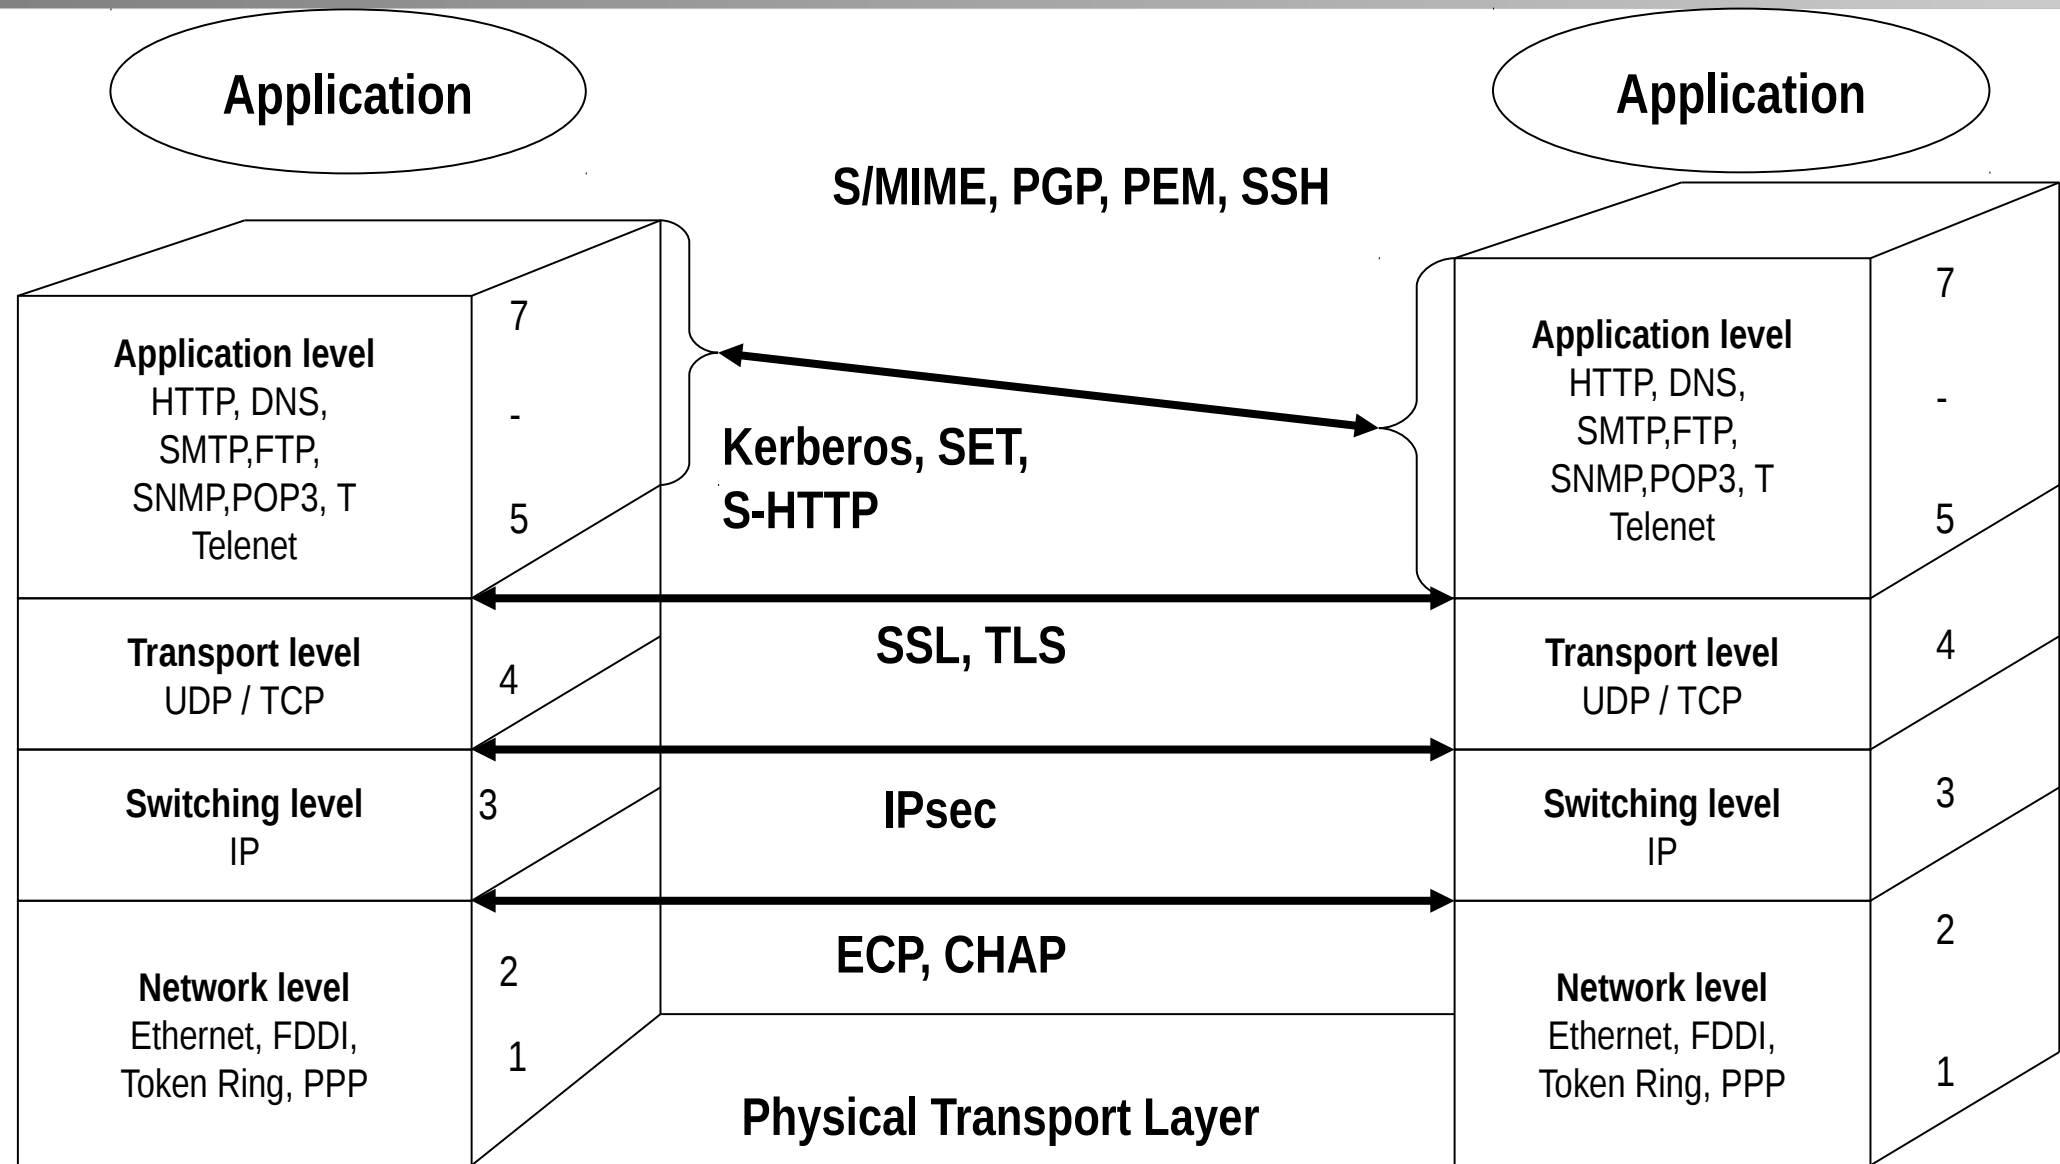 Application
Application
S/MIME, PGP, PEM, SSH
Application level
HTTP, DNS,
SMTP,FTP,
SNMP,POP3, T
Telenet
7
-
5
Kerberos, SET,
S-HTTP
Application level
HTTP, DNS,
SMTP,FTP,
SNMP,POP3, T
Telenet
7
-
5
Transport level
UDP / TCP
4
SSL, TLS
Transport level
UDP / TCP
4
Switching level
IP
3
IPsec
Switching level
IP
3
Network level
Ethernet, FDDI,
Token Ring, PPP
2
1
ECP, CHAP
Physical Transport Layer
Network level
Ethernet, FDDI,
Token Ring, PPP
2
1